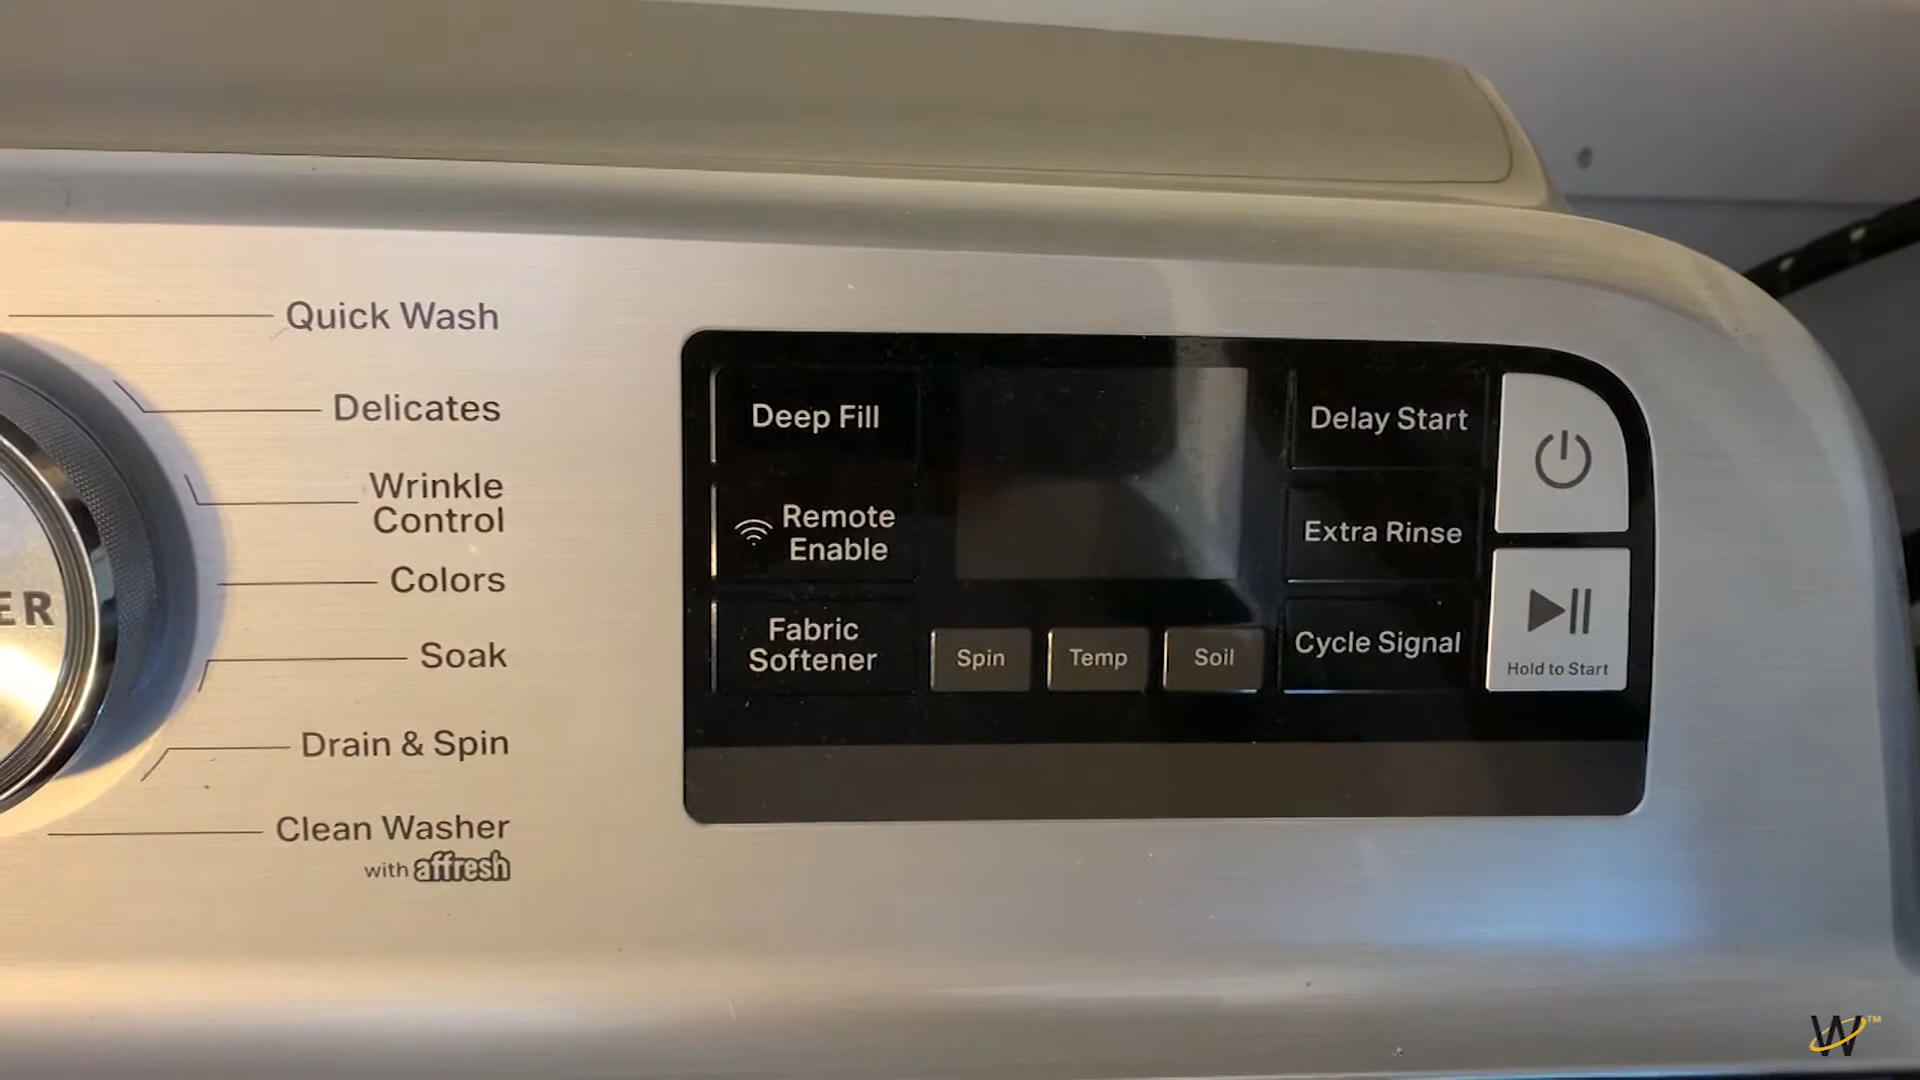 Quick Wash
Delicates
Wrinkle
Control
Colors
Soak
Drain & Spin
Clean Washer
with affresh
ER
Deep Fill
Remote
Enable
Fabric
Softener
Spin
Temp
Soil
Delay Start
Extra Rinse
Cycle Signal
Hold to Start
W™